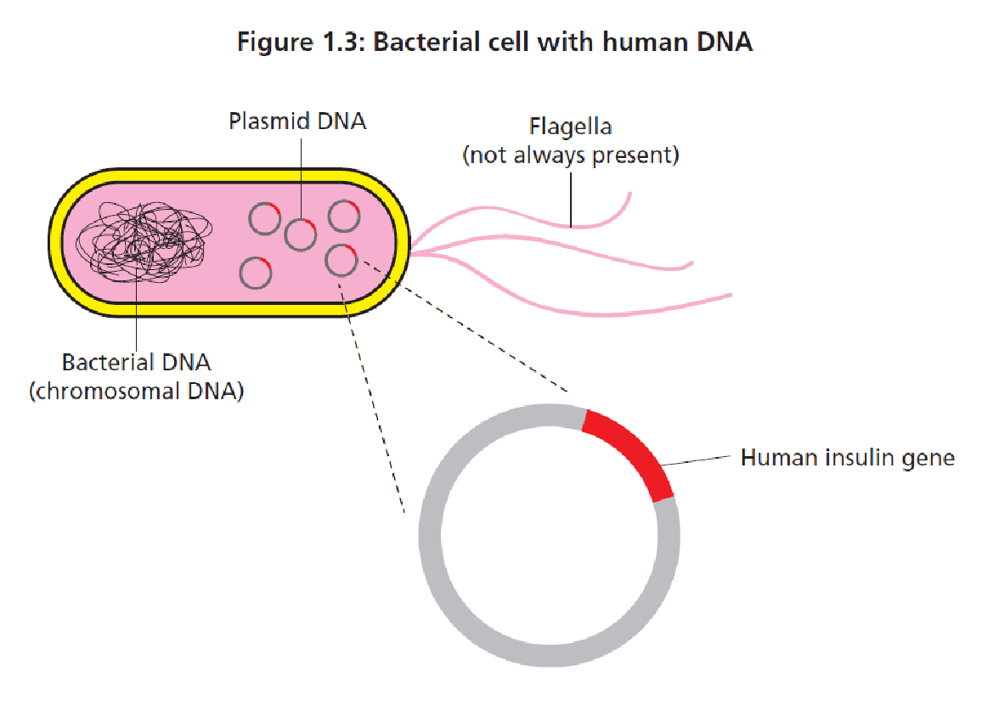 Figure 1.3: Bacterial cell with human DNA
Plasmid DNA
Flagella
(not always present)
Bacterial DNA
(chromosomal DNA)
Human insulin gene